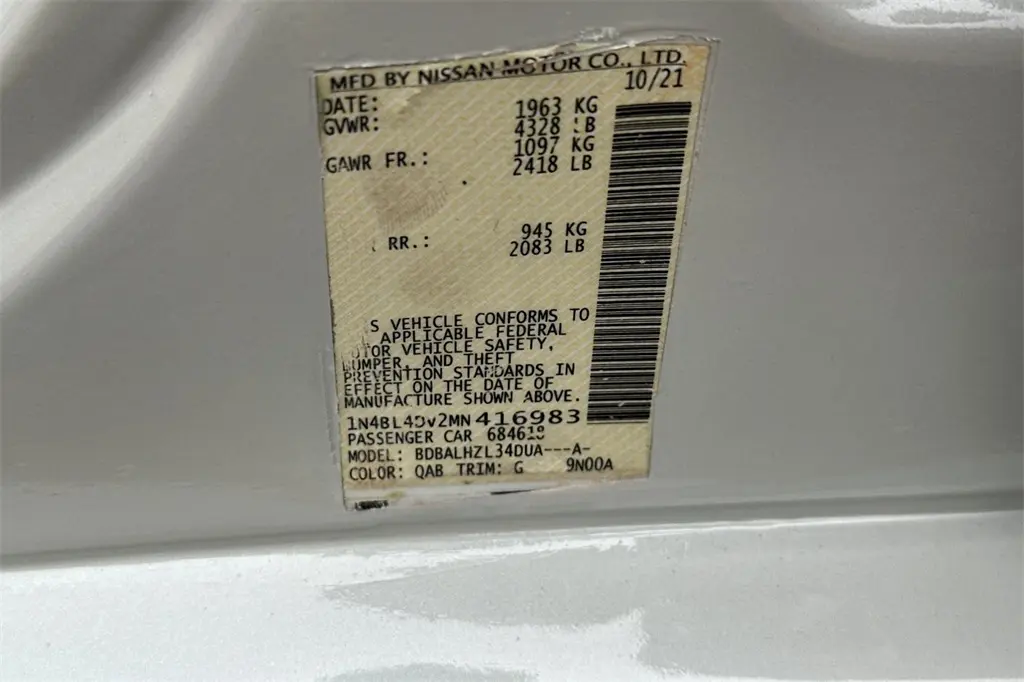 MFD BY NISSAN MOTOR CO., LTD.
DATE: 10/21
GVWR: 1963 KG
4328 LB
GAWR FR.: 1097 KG
2418 LB
RR.: 945 KG
2083 LB
S VEHICLE CONFORMS TO
APPLICABLE FEDERAL
OTOR VEHICLE SAFETY,
BUMPER, AND THEFT
PREVENTION STANDARDS IN
EFFECT ON THE DATE OF
MANUFACTURE SHOWN ABOVE.
416983
PASSENGER CAR
MODEL: BDBALHZL34DUA---A-
COLOR: QAB TRIM: G 9N00A